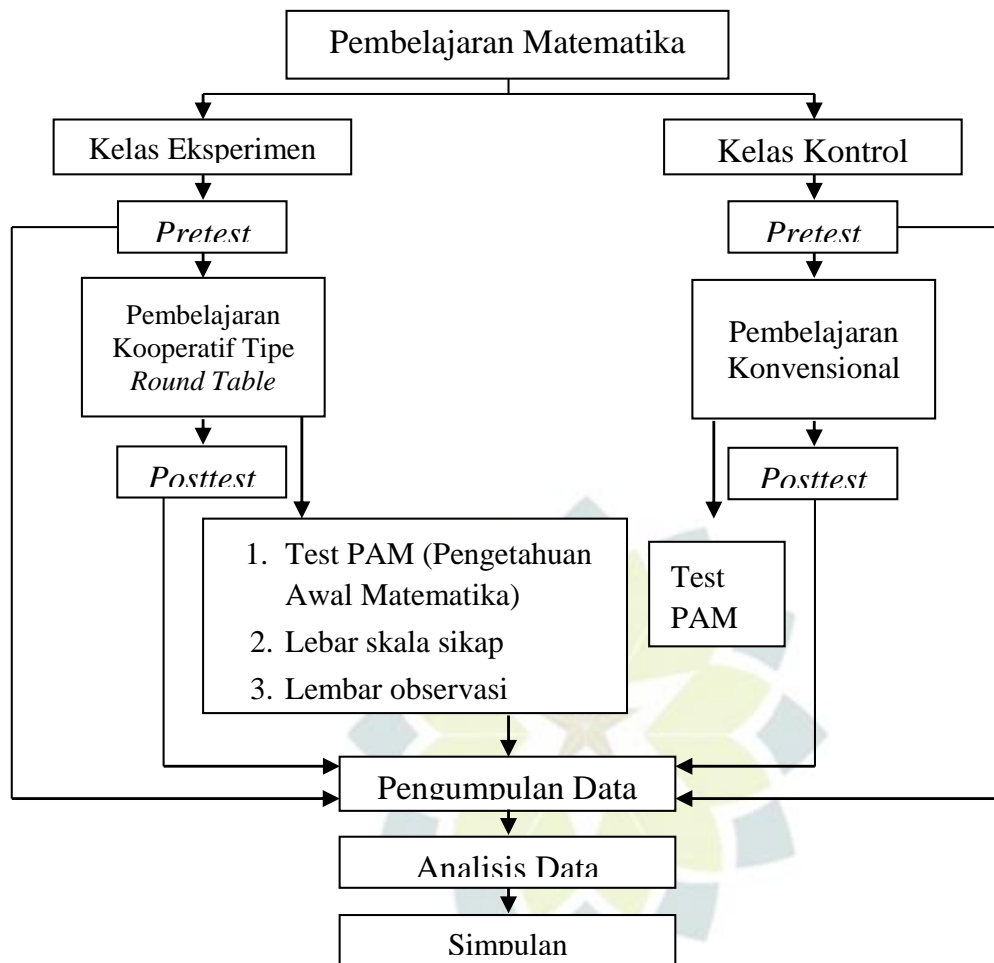 Pembelajaran Matematika
Kelas Eksperimen
Kelas Kontrol
Pretest
Pretest
Pembelajaran
Kooperatif Tipe
Round Table
Pembelajaran
Konvensional
Posttest
Posttest
1. Test PAM (Pengetahuan
Awal Matematika)
2. Lebar skala sikap
3. Lembar observasi
Test
PAM
Pengumpulan Data
Analisis Data
Simpulan